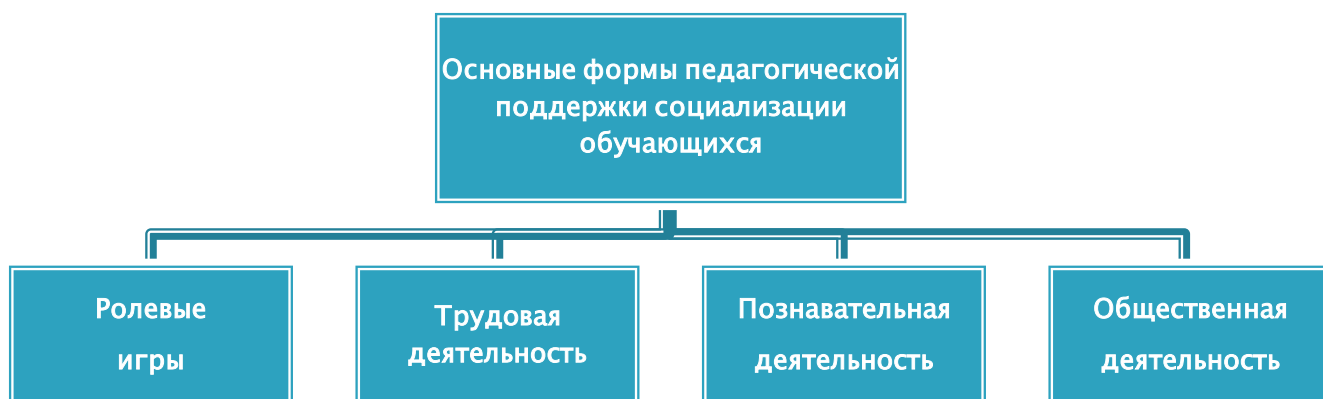 Основные формы педагогической
поддержки социализации
обучающихся
Ролевые
игры
Трудовая
деятельность
Познавательная
деятельность
Общественная
деятельность